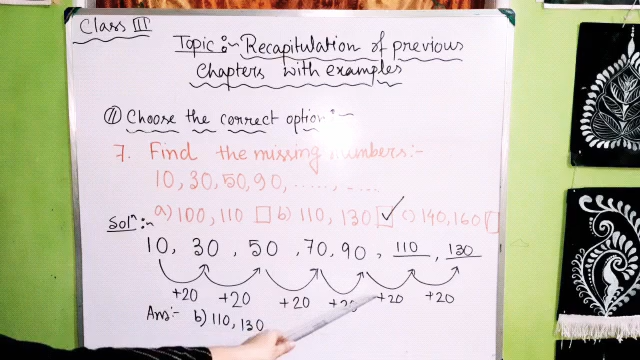 Class III
Topic:- Recapitulation of previous
Chapters with examples
II Choose the correct option:-
7. Find the missing numbers:-
10, 30, 50, 90, ....., .....
a) 100, 110 b) 110, 130 ✓ c) 140, 160
Solⁿ:-
10, 30, 50, 70, 90, 110, 130
+20 +20 +20 +20 +20 +20
Ans:- b) 110, 130